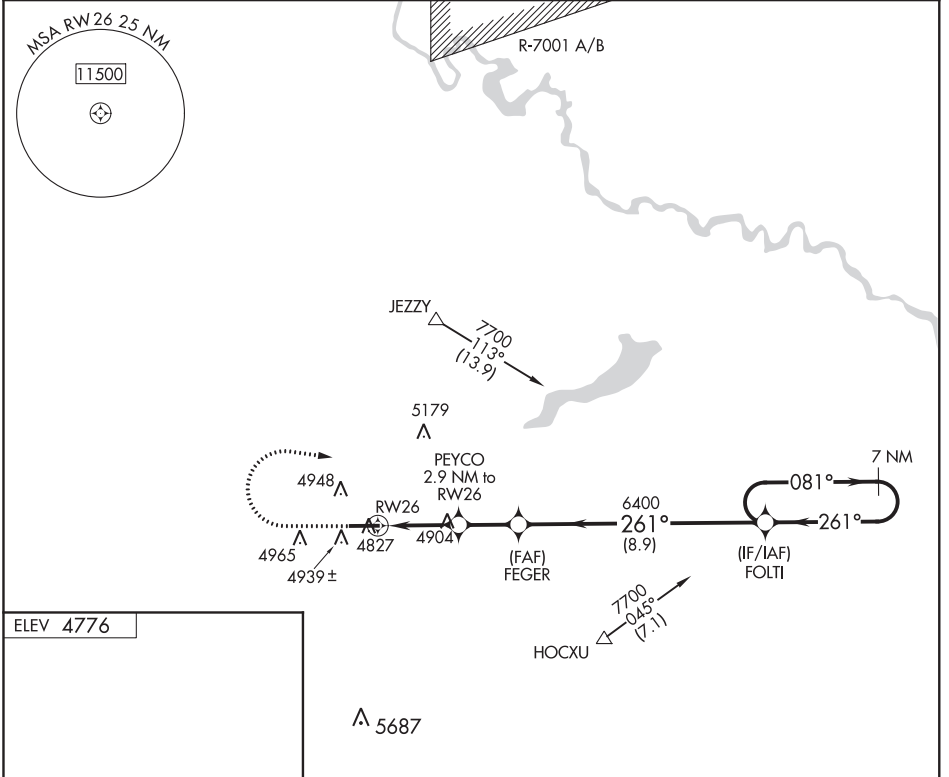 MSA RW 26 25 NM
11500
R-7001 A/B
JEZZY
7700
113°
(13.9)
5179
PEYCO
2.9 NM to
RW26
7 NM
4948
RW26
6400
081°
261°
261°
4965
4827
4904
(8.9)
4939 ±
(FAF)
FEGER
(IF/IAF)
FOLTI
7700
045°
(7.1)
HOCXU
ELEV 4776
5687